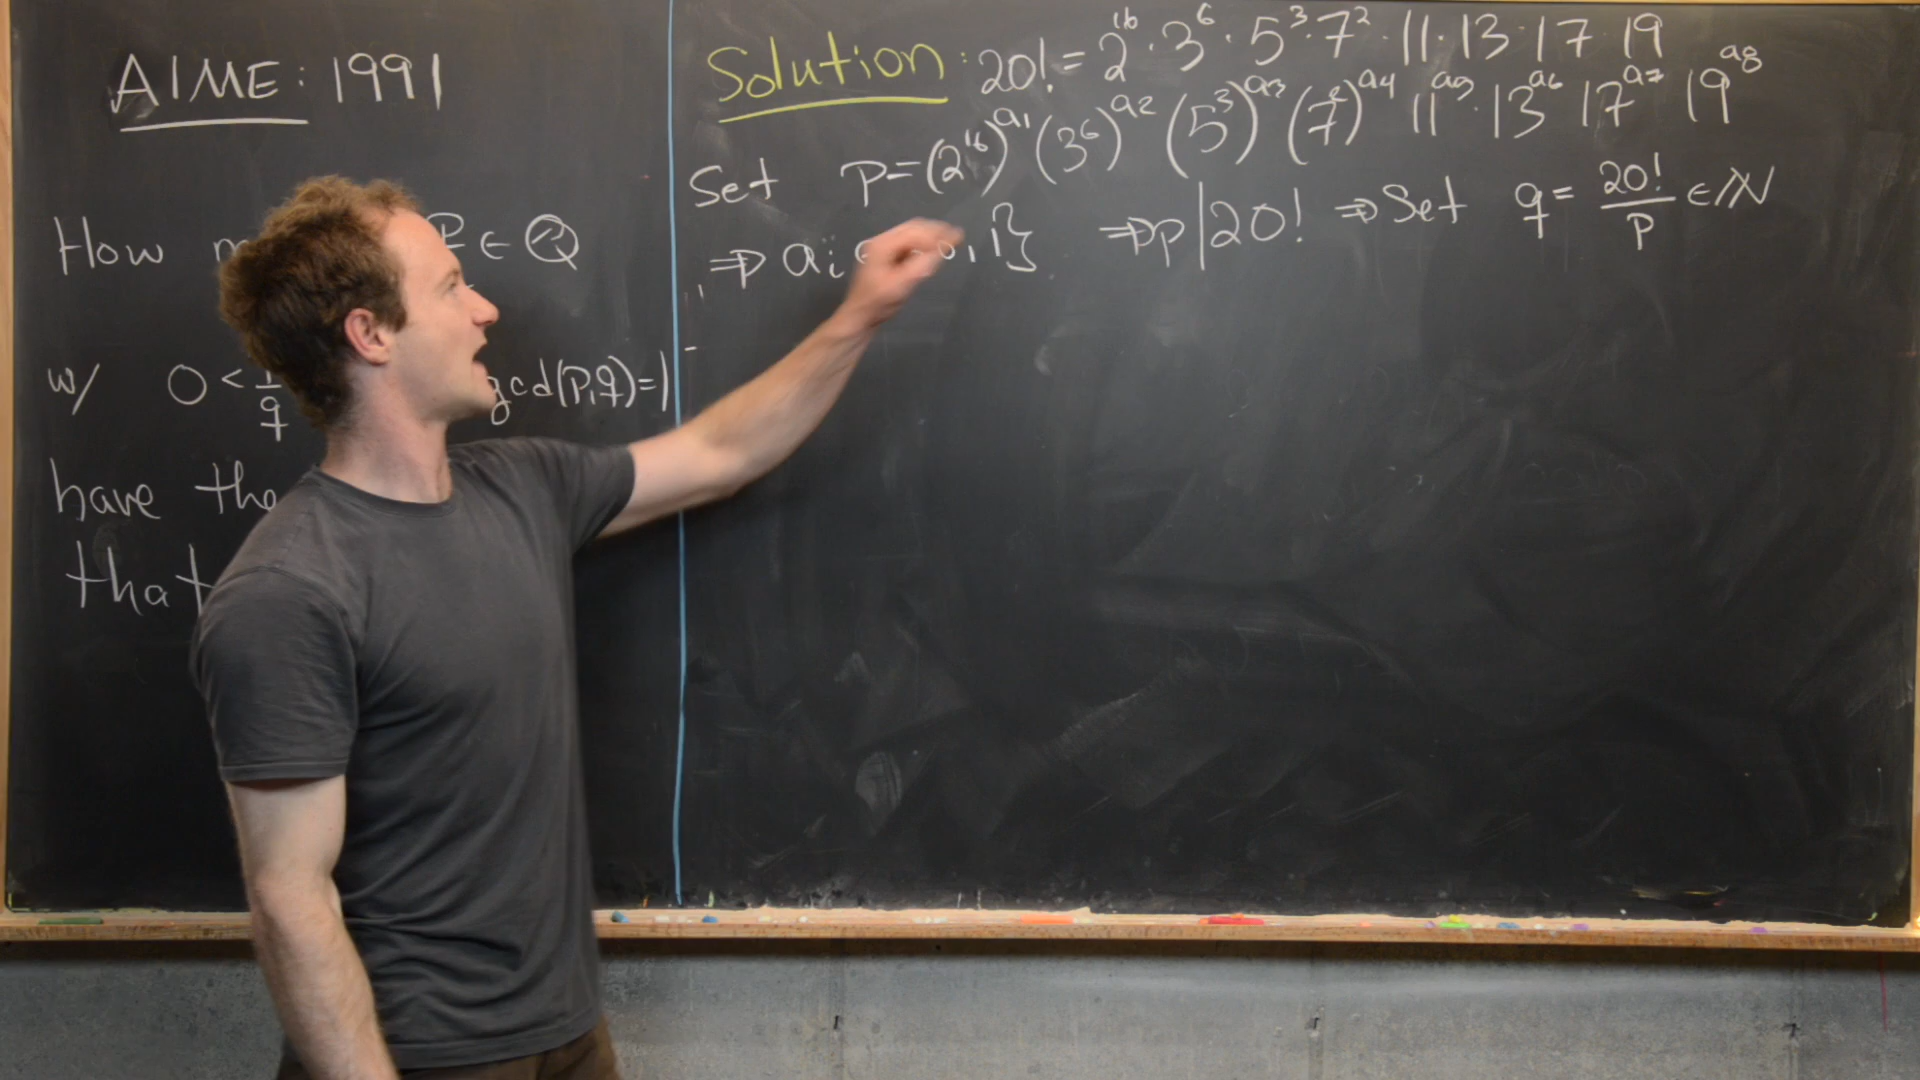 AIME: 1991
How P ∈ ℚ
w/ 0 < q gcd(p,q)=1
have the
that
Solution: 20! = 2^16 · 3^6 · 5^3 · 7^2 · 11 · 13 · 17 · 19
Set p = (2^16)^a1 (3^6)^a2 (5^3)^a3 (7^2)^a4 11^a5 · 13^a6 17^a7 19^a8
⇒ ai 0, 1} ⇒ p | 20! ⇒ Set q = 20!/p ∈ ℕ